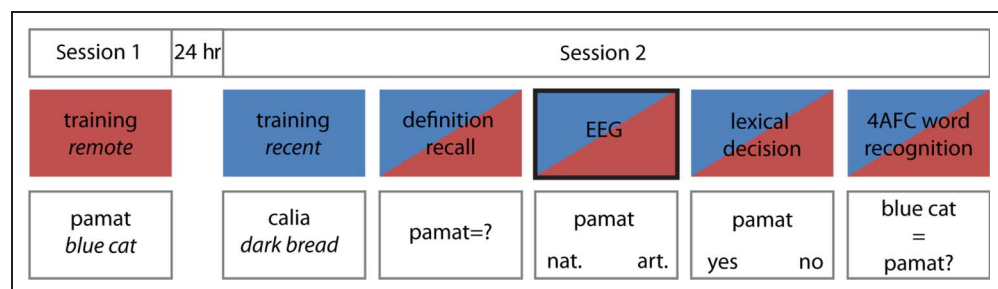 Session 1 24 hr Session 2
training training definition EEG lexical 4AFC word
remote recent recall decision recognition
pamat calia pamat=? pamat pamat blue cat
blue cat dark bread nat. art. yes no =
pamat?